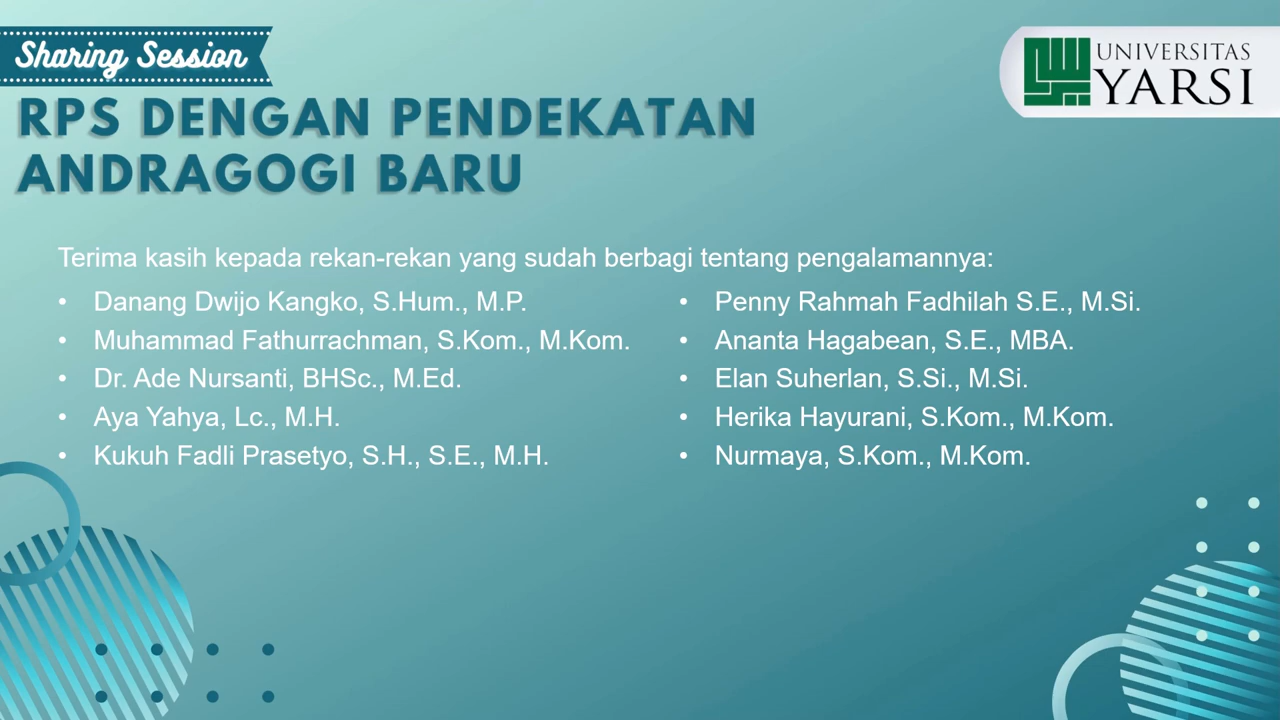 Sharing Session
UNIVERSITAS
YARSI
RPS DENGAN PENDEKATAN
ANDRAGOGI BARU
Terima kasih kepada rekan-rekan yang sudah berbagi tentang pengalamannya:
• Danang Dwijo Kangko, S.Hum., M.P.
• Muhammad Fathurrachman, S.Kom., M.Kom.
• Dr. Ade Nursanti, BHSc., M.Ed.
• Aya Yahya, Lc., M.H.
• Kukuh Fadli Prasetyo, S.H., S.E., M.H.
• Penny Rahmah Fadhilah S.E., M.Si.
• Ananta Hagabean, S.E., MBA.
• Elan Suherlan, S.Si., M.Si.
• Herika Hayurani, S.Kom., M.Kom.
• Nurmaya, S.Kom., M.Kom.